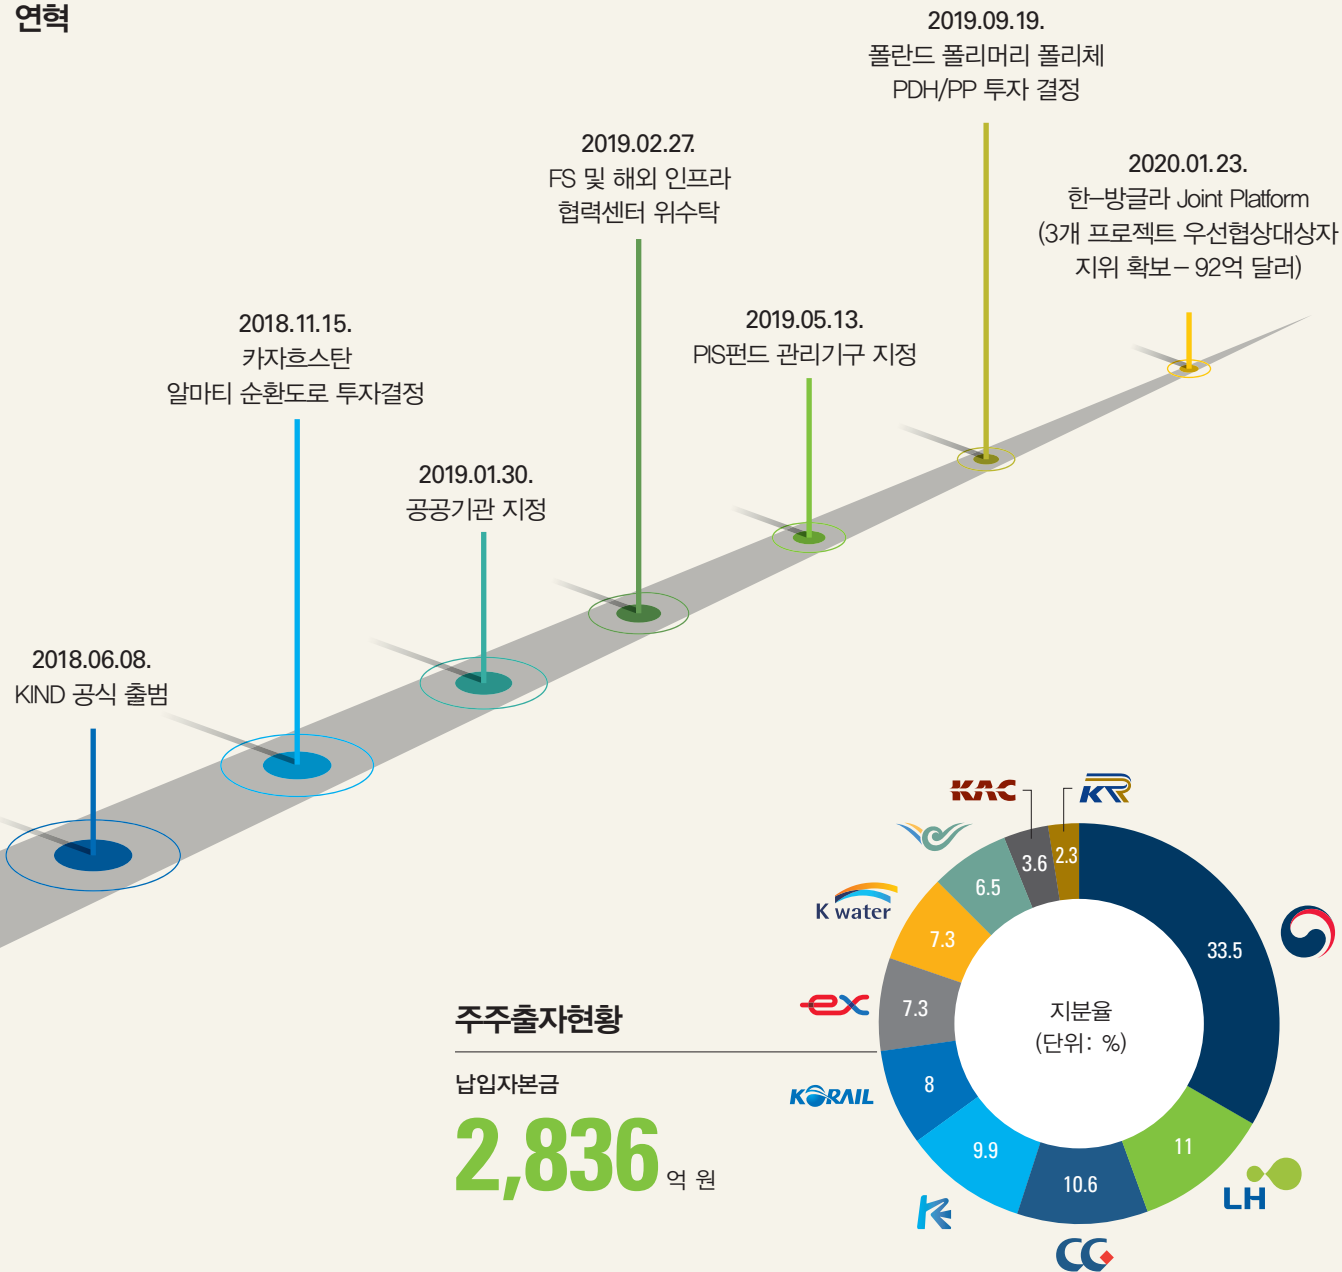 연혁
2018.06.08.
KIND 공식 출범
2018.11.15.
카자흐스탄
알마티 순환도로 투자결정
2019.01.30.
공공기관 지정
2019.02.27.
FS 및 해외 인프라
협력센터 위수탁
2019.05.13.
PIS펀드 관리기구 지정
2019.09.19.
폴란드 폴리머리 폴리체
PDH/PP 투자 결정
2020.01.23.
한–방글라 Joint Platform
(3개 프로젝트 우선협상대상자
지위 확보 – 92억 달러)
주주출자현황
납입자본금
2,836 억 원
지분율
(단위: %)
33.5
11
LH
10.6
CG
9.9
8
KORAIL
7.3
ex
7.3
K water
6.5
3.6
KAC
2.3
KR